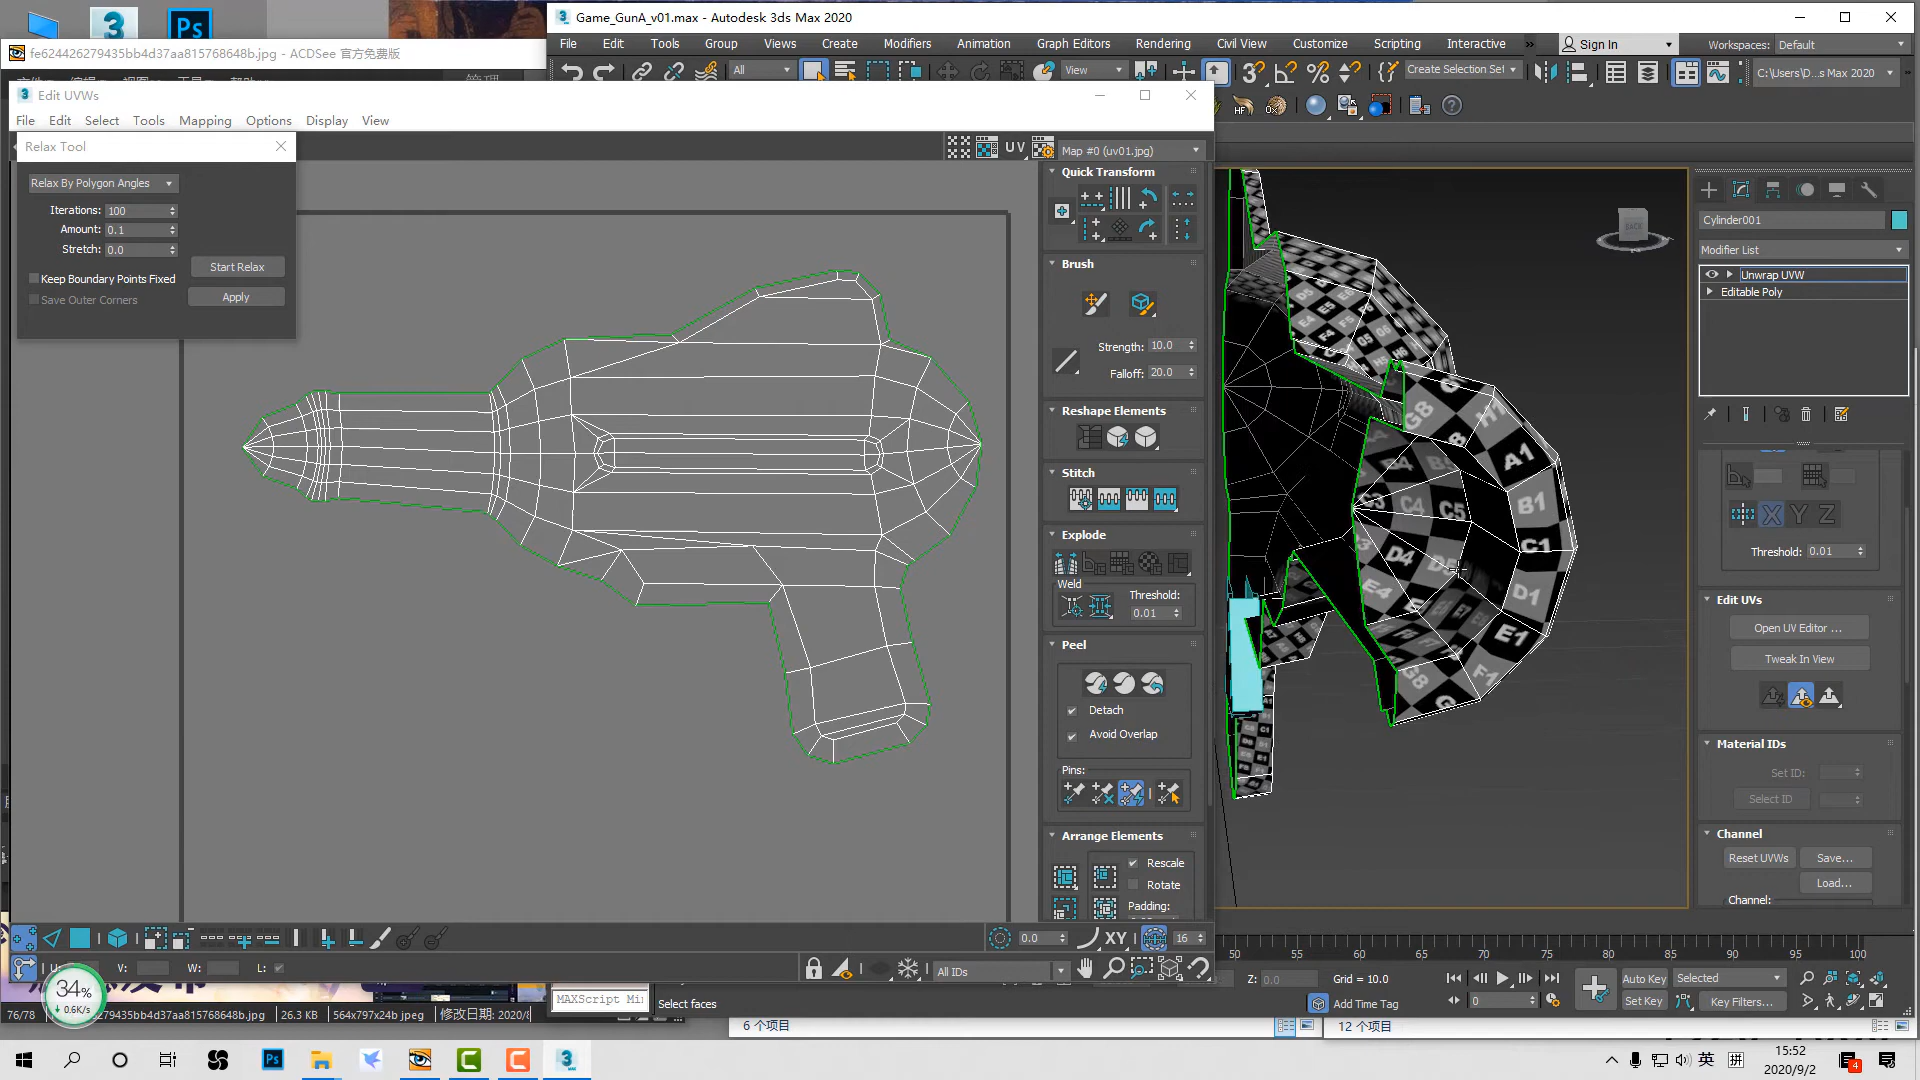 Game_GunA_v01.max - Autodesk 3ds Max 2020
fe624426279435bb4d37aa815768648b.jpg - ACDSee 官方免费版
File Edit Tools Group Views Create Modifiers Animation Graph Editors Rendering Civil View Customize Scripting Interactive
Sign In
Workspaces: Default
All
View
Create Selection Set
C:\Users\D...s Max 2020
Edit UVWs
File Edit Select Tools Mapping Options Display View
Relax Tool
Relax By Polygon Angles
Iterations: 100
Amount: 0.1
Stretch: 0.0
Start Relax
Keep Boundary Points Fixed
Save Outer Corners
Apply
UV
Map #0 (uv01.jpg)
Quick Transform
Brush
Strength: 10.0
Falloff: 20.0
Reshape Elements
Stitch
Explode
Weld
Threshold:
0.01
Peel
Detach
Avoid Overlap
Pins:
Arrange Elements
Rescale
Rotate
Padding:
BACK
Cylinder001
Modifier List
Unwrap UVW
Editable Poly
X Y Z
Threshold: 0.01
Edit UVs
Open UV Editor ...
Tweak In View
Material IDs
Set ID:
Select ID
Channel
Reset UVWs
Save...
Load...
Channel:
0.0
XY
16
U: V: W: L:
All IDs
50 55 60 65 70 75 80 85 90 95 100
Z: 0.0
Grid = 10.0
Auto Key
Selected
Add Time Tag
0
Set Key
Key Filters...
MAXScript Mi
Select faces
34%
0.6K/s
76/78
79435bb4d37aa815768648b.jpg
26.3 KB
564x797x24b jpeg
修改日期: 2020/8
6 个项目
12 个项目
英
拼
15:52
2020/9/2
4